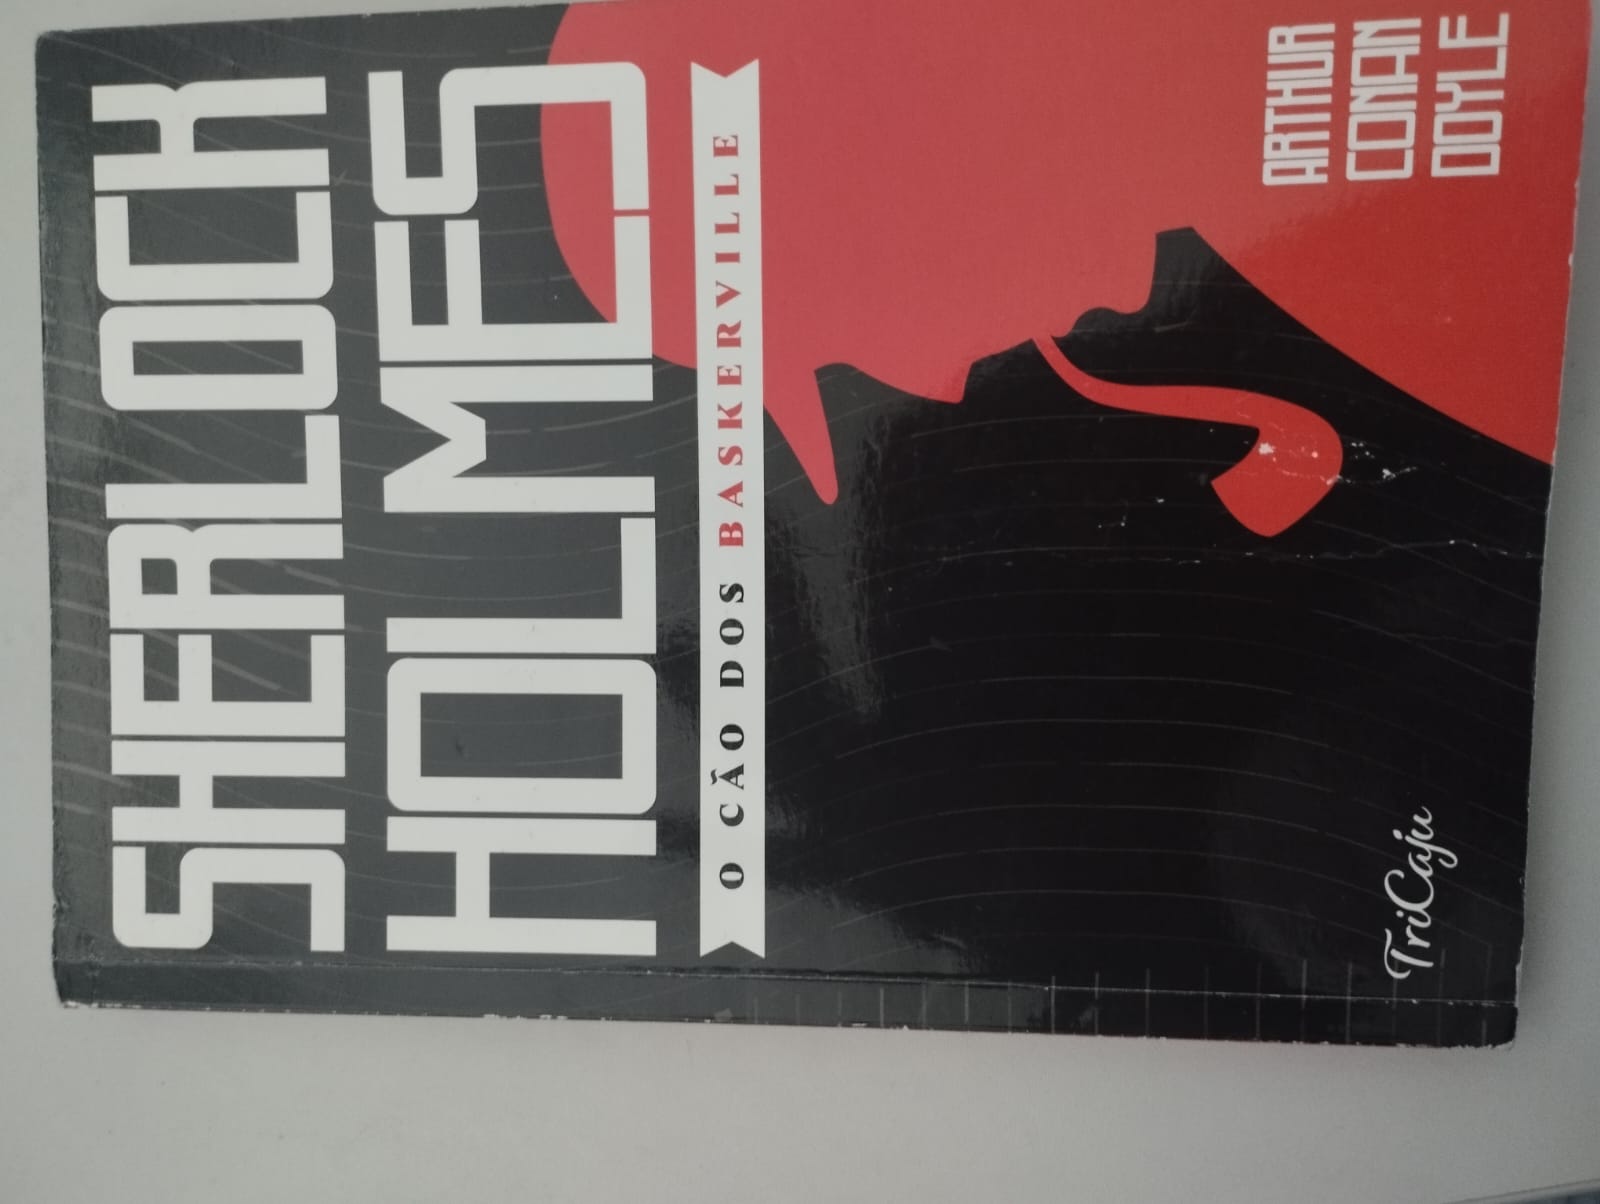 SHERLOCK
HOLMES
O CÃO DOS BASKERVILLE
ARTHUR
CONAN
DOYLE
TriCaju